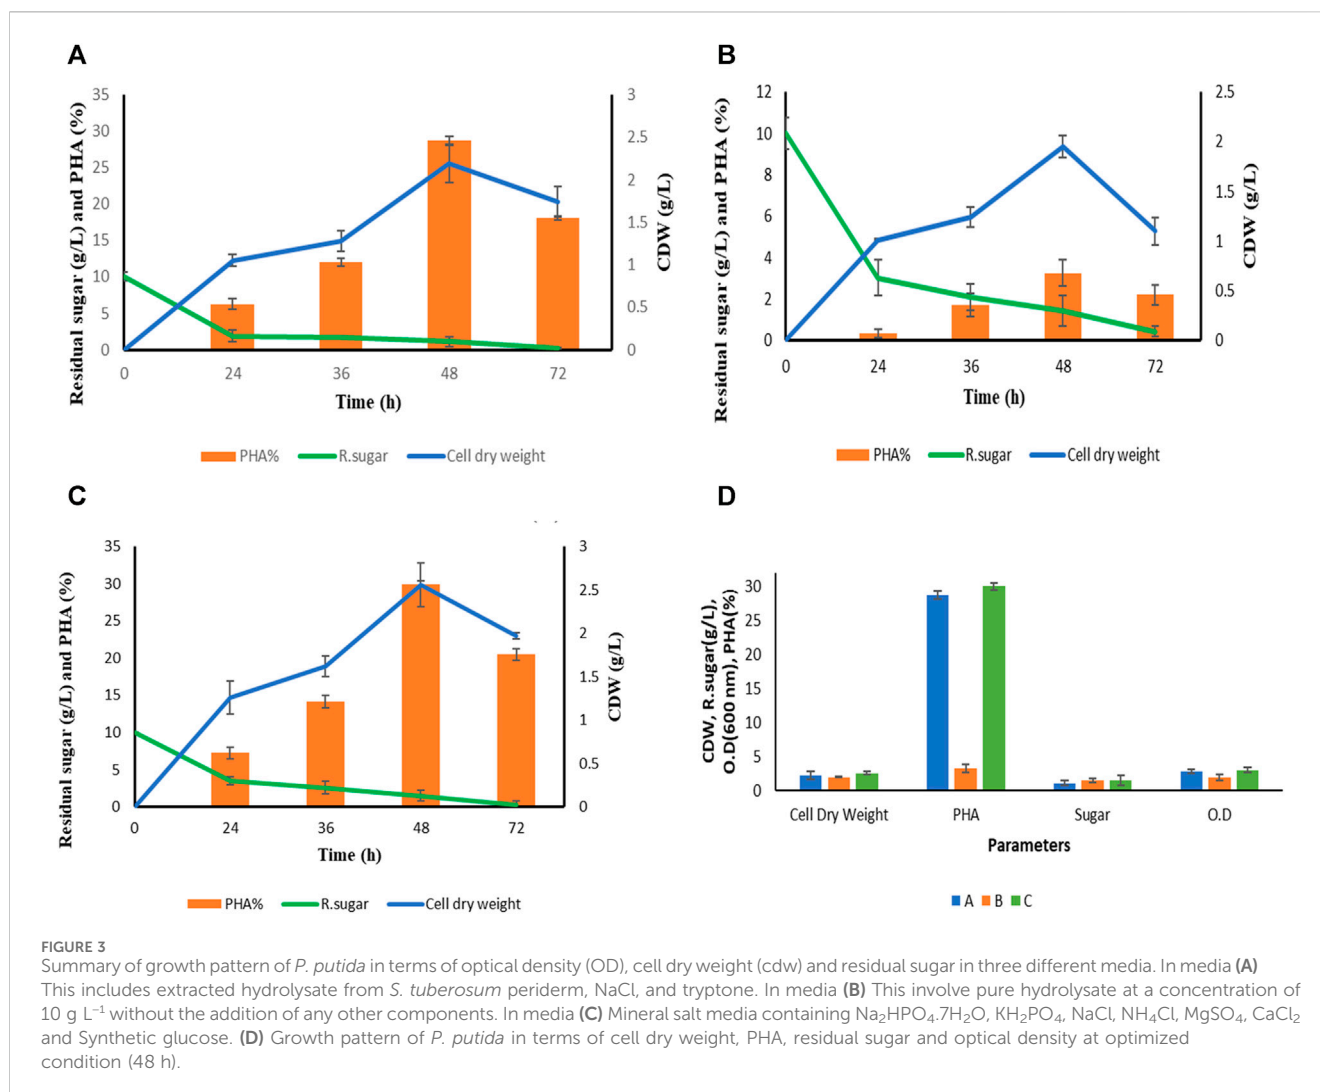 A
Residual sugar (g/L) and PHA (%)
35
30
25
20
15
10
5
0
3
2.5
2
1.5
1
0.5
0
CDW (g/L)
0 24 36 48 72
Time (h)
PHA% R.sugar Cell dry weight
B
Residual sugar (g/L) and PHA (%)
12
10
8
6
4
2
0
2.5
2
1.5
1
0.5
0
CDW (g/L)
0 24 36 48 72
Time (h)
PHA% R.sugar Cell dry weight
C
Residual sugar (g/L) and PHA (%)
35
30
25
20
15
10
5
0
3
2.5
2
1.5
1
0.5
0
CDW (g/L)
0 24 36 48 72
Time (h)
PHA% R.sugar Cell dry weight
D
CDW, R.sugar(g/L),
O.D(600 nm), PHA(%)
30
25
20
15
10
5
0
Cell Dry Weight PHA Sugar O.D
Parameters
A B C
FIGURE 3
Summary of growth pattern of P. putida in terms of optical density (OD), cell dry weight (cdw) and residual sugar in three different media. In media (A)
This includes extracted hydrolysate from S. tuberosum periderm, NaCl, and tryptone. In media (B) This involve pure hydrolysate at a concentration of
10 g L⁻¹ without the addition of any other components. In media (C) Mineral salt media containing Na₂HPO₄.7H₂O, KH₂PO₄, NaCl, NH₄Cl, MgSO₄, CaCl₂
and Synthetic glucose. (D) Growth pattern of P. putida in terms of cell dry weight, PHA, residual sugar and optical density at optimized
condition (48 h).